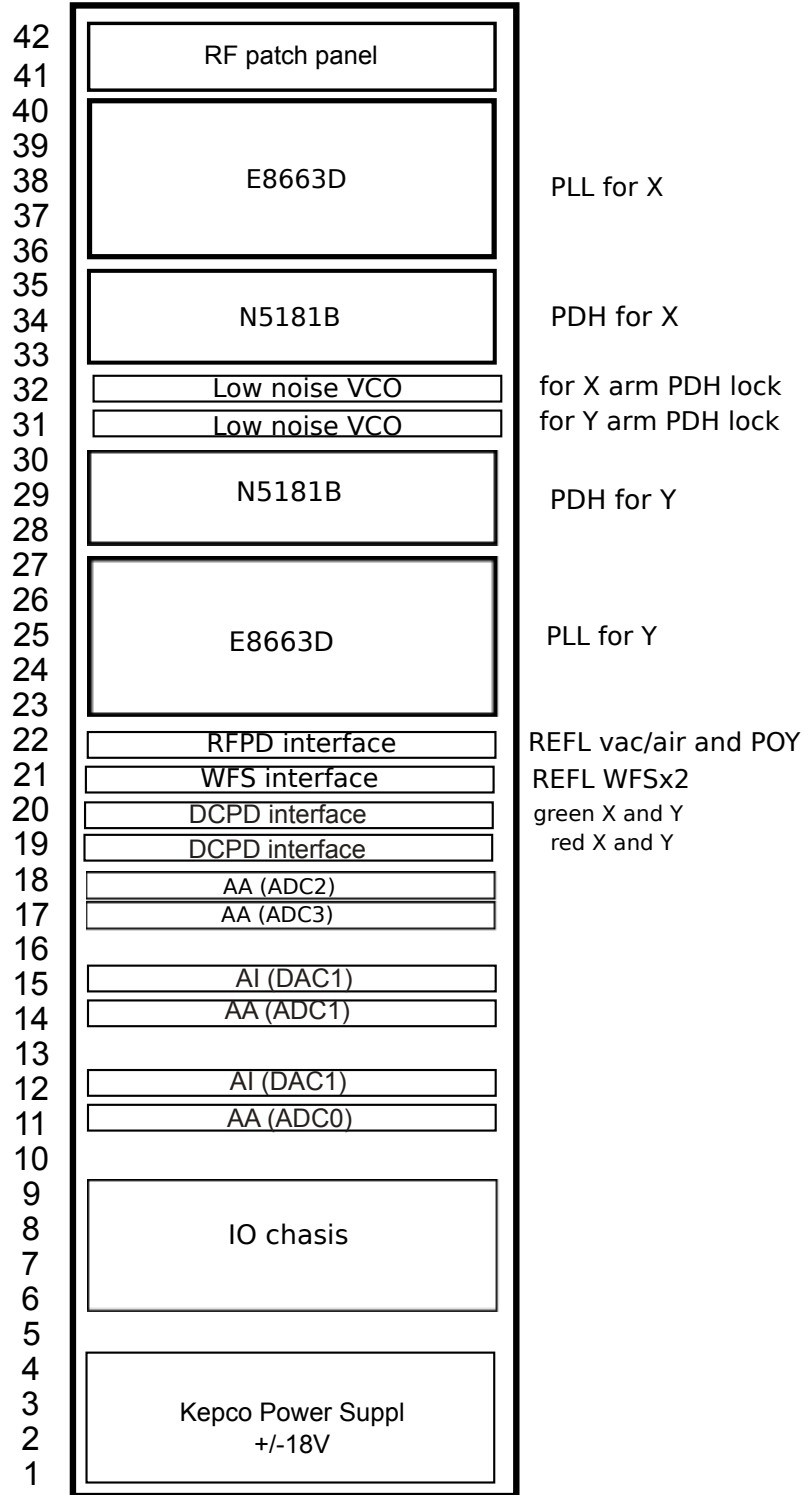 42
RF patch panel
41
40
39
38
E8663D
PLL for X
37
36
35
34
N5181B
PDH for X
33
32
Low noise VCO
for X arm PDH lock
31
Low noise VCO
for Y arm PDH lock
30
29
N5181B
PDH for Y
28
27
26
25
E8663D
PLL for Y
24
23
22
RFPD interface
REFL vac/air and POY
21
WFS interface
REFL WFSx2
20
DCPD interface
green X and Y
19
DCPD interface
red X and Y
18
AA (ADC2)
17
AA (ADC3)
16
15
AI (DAC1)
14
AA (ADC1)
13
12
AI (DAC1)
11
AA (ADC0)
10
9
8
IO chasis
7
6
5
4
3
Kepco Power Suppl
2
+/-18V
1